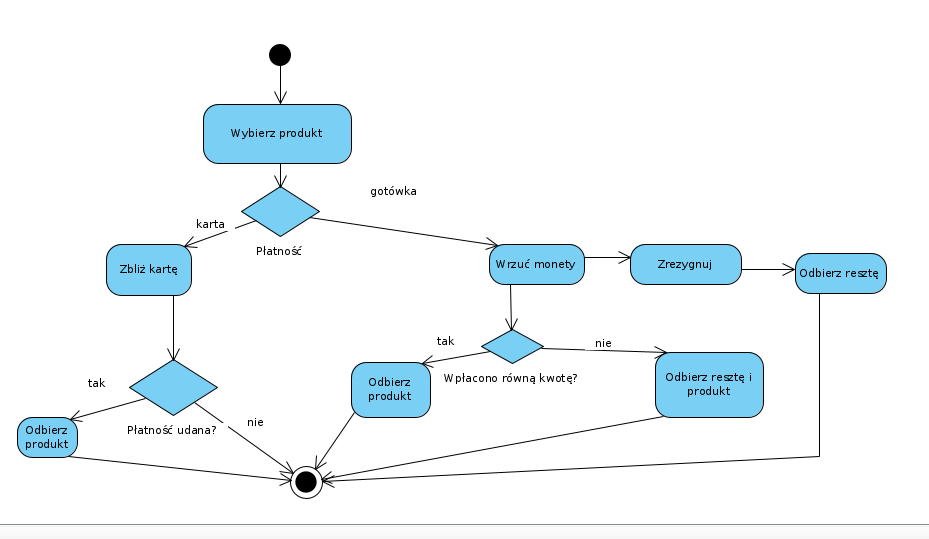 Wybierz produkt
gotówka
karta
Płatność
Zbliż kartę
Wrzuć monety
Zrezygnuj
Odbierz resztę
tak
nie
Wpłacono równą kwotę?
Odbierz
produkt
Odbierz resztę i
produkt
tak
Płatność udana?
nie
Odbierz
produkt